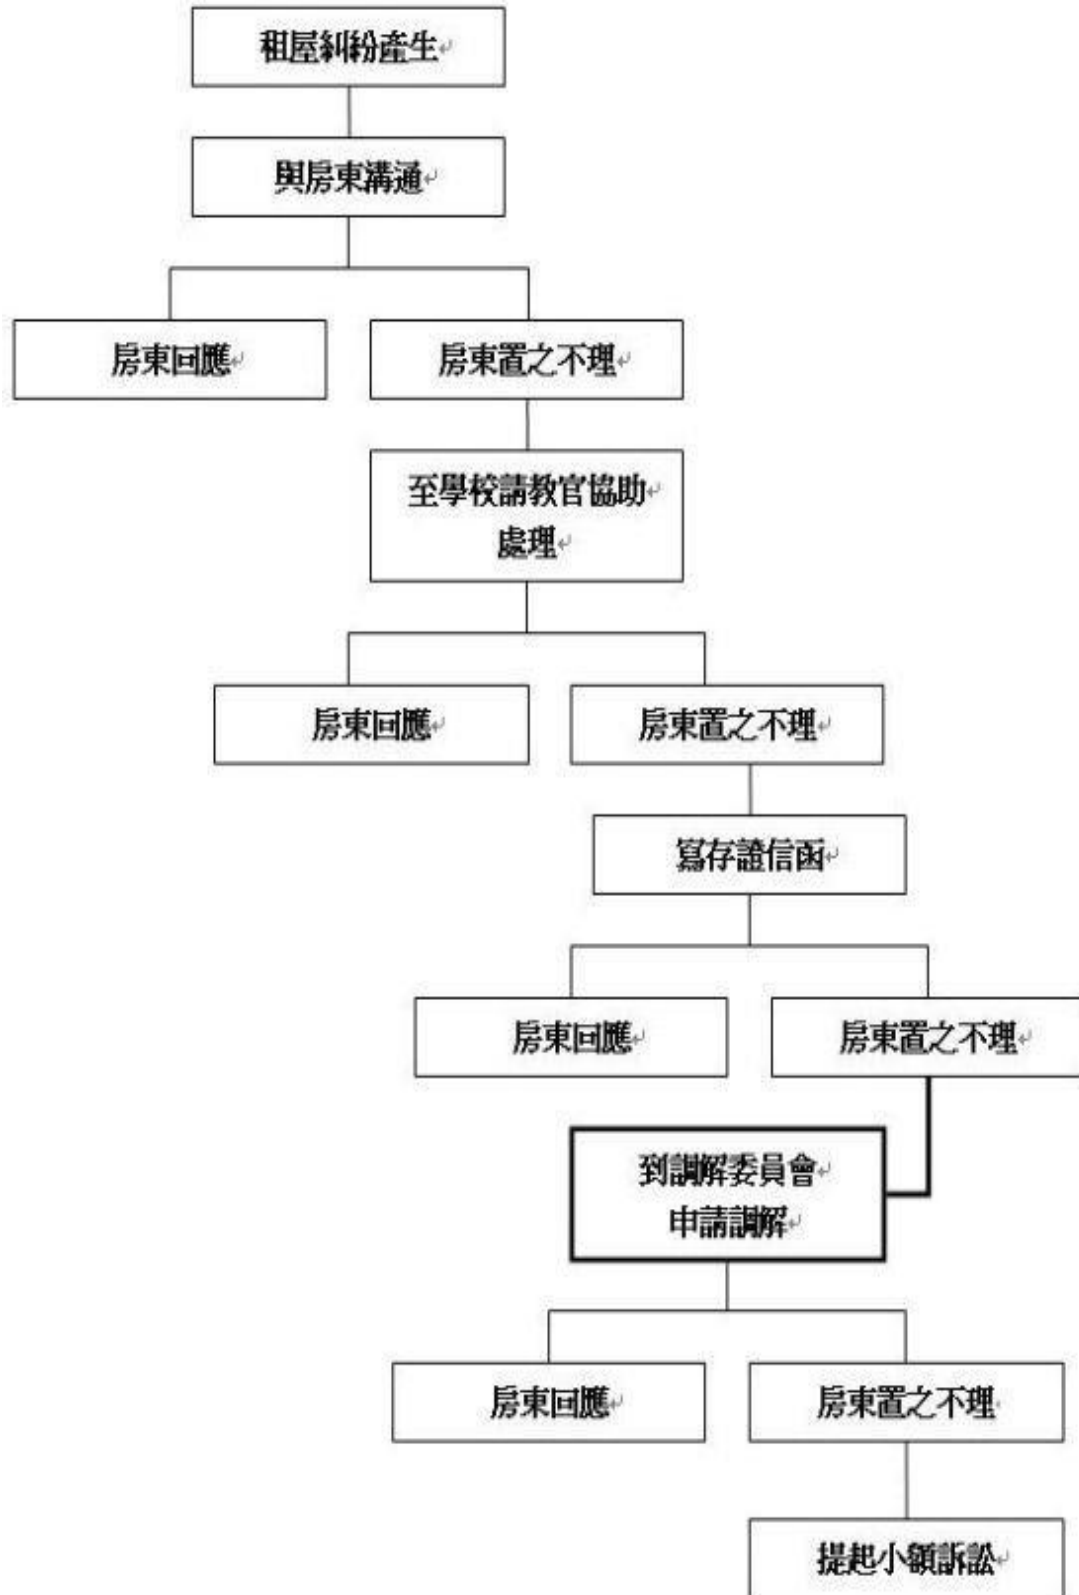 租屋糾紛產生
與房東溝通
房東回應
房東置之不理
至學校請教官協助
處理
房東回應
房東置之不理
寫存證信函
房東回應
房東置之不理
到調解委員會
申請調解
房東回應
房東置之不理
提起小額訴訟